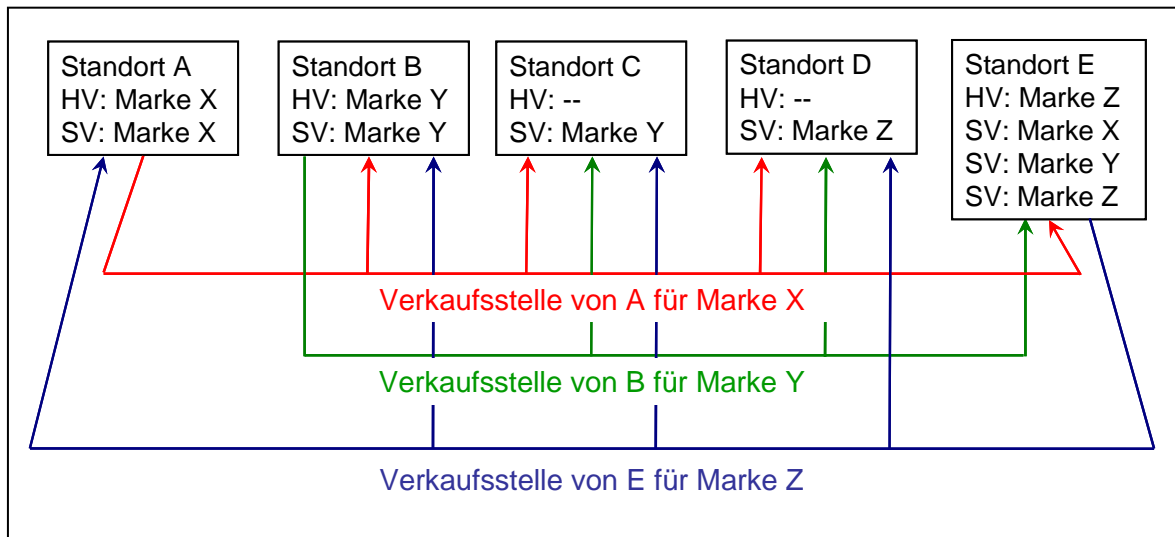 Standort A
HV: Marke X
SV: Marke X
Standort B
HV: Marke Y
SV: Marke Y
Standort C
HV: --
SV: Marke Y
Standort D
HV: --
SV: Marke Z
Standort E
HV: Marke Z
SV: Marke X
SV: Marke Y
SV: Marke Z
Verkaufsstelle von A für Marke X
Verkaufsstelle von B für Marke Y
Verkaufsstelle von E für Marke Z